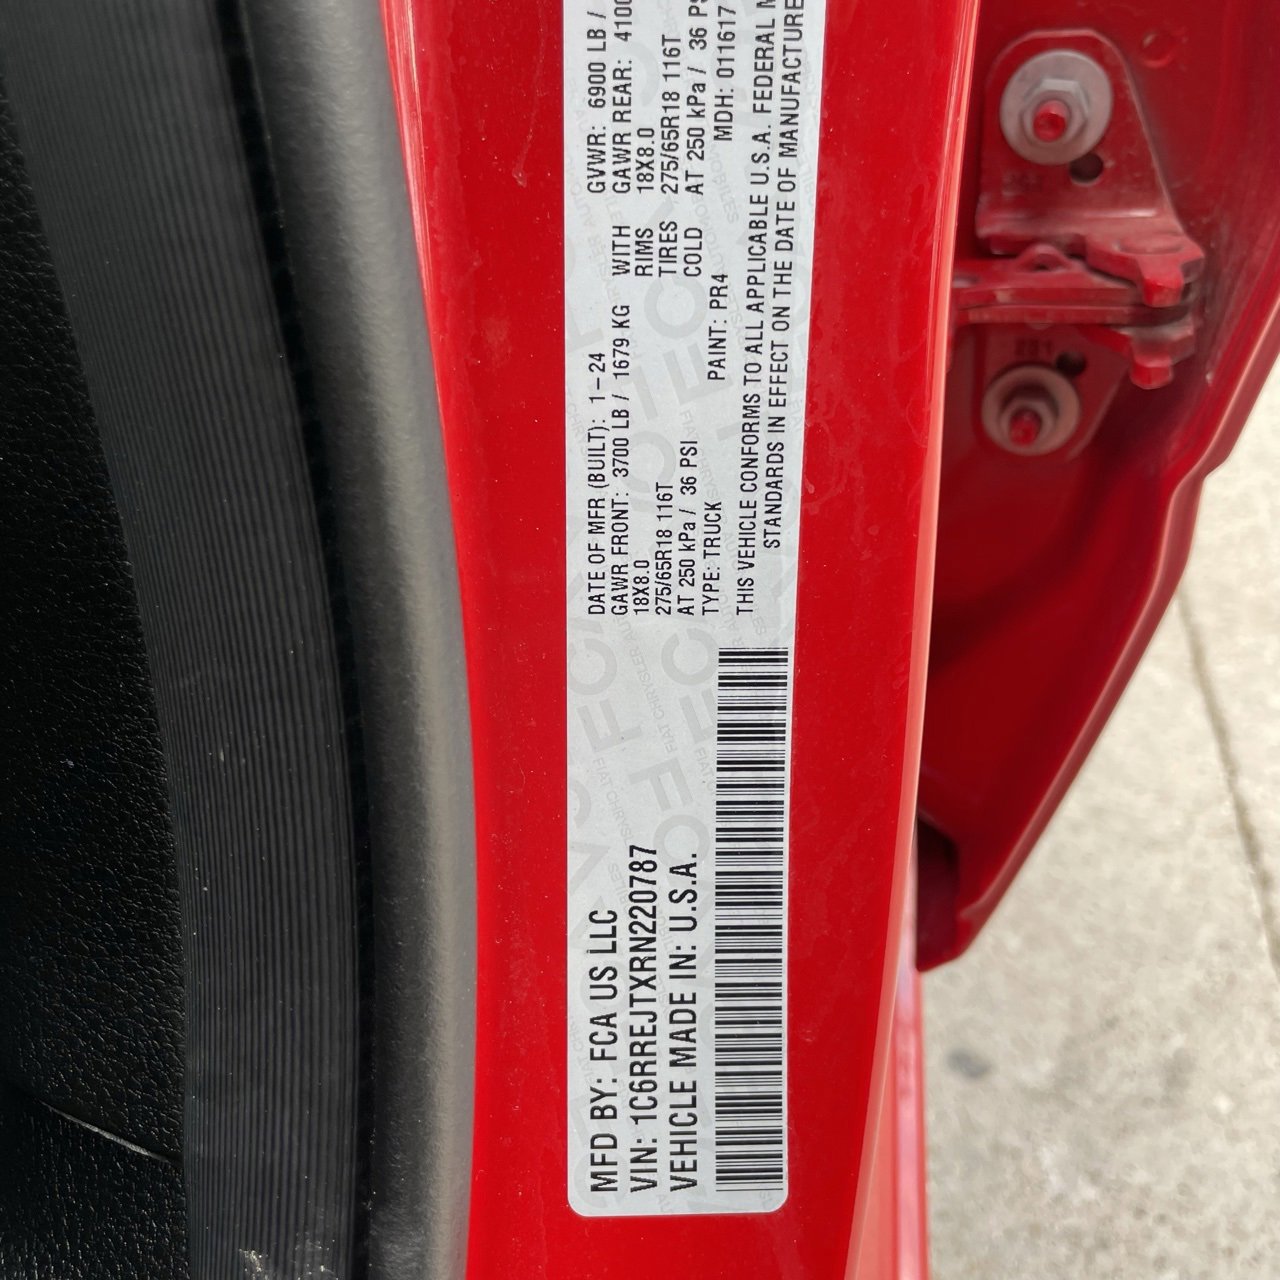 MFD BY: FCA US LLC
VIN: 1C6RREJTXRN220787
VEHICLE MADE IN: U.S.A.
DATE OF MFR (BUILT): 1-24 GVWR: 6900 LB /
GAWR FRONT: 3700 LB / 1679 KG WITH GAWR REAR: 4100
18X8.0 RIMS 18X8.0
275/65R18 116T TIRES 275/65R18 116T
AT 250 kPa / 36 PSI COLD AT 250 kPa / 36 PS
TYPE: TRUCK PAINT: PR4 MDH: 011617
THIS VEHICLE CONFORMS TO ALL APPLICABLE U.S.A. FEDERAL M
STANDARDS IN EFFECT ON THE DATE OF MANUFACTURE